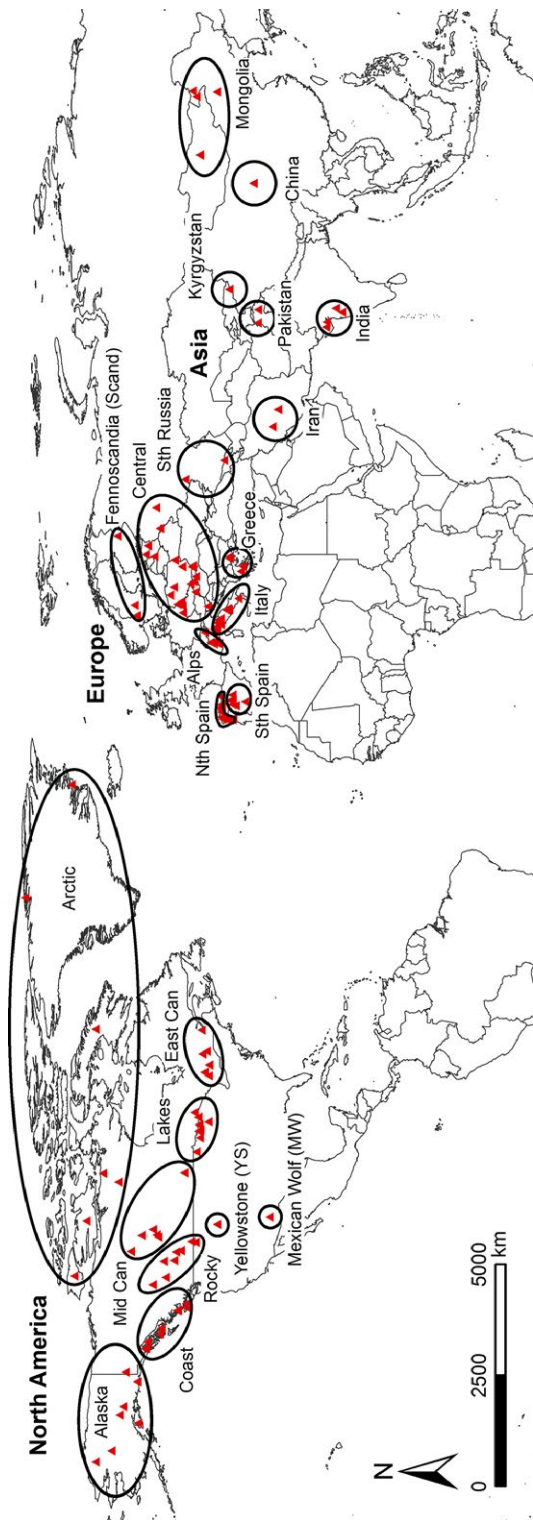 North America
Alaska
Coast
Mid Can
Rocky
Yellowstone (YS)
Mexican Wolf (MW)
Lakes
East Can
Arctic
Europe
Fennoscandia (Scand)
Central
Sth Russia
Alps
Nth Spain
Sth Spain
Italy
Greece
Asia
Kyrgyzstan
Iran
Pakistan
India
China
Mongolia
N
0 2500 5000
km